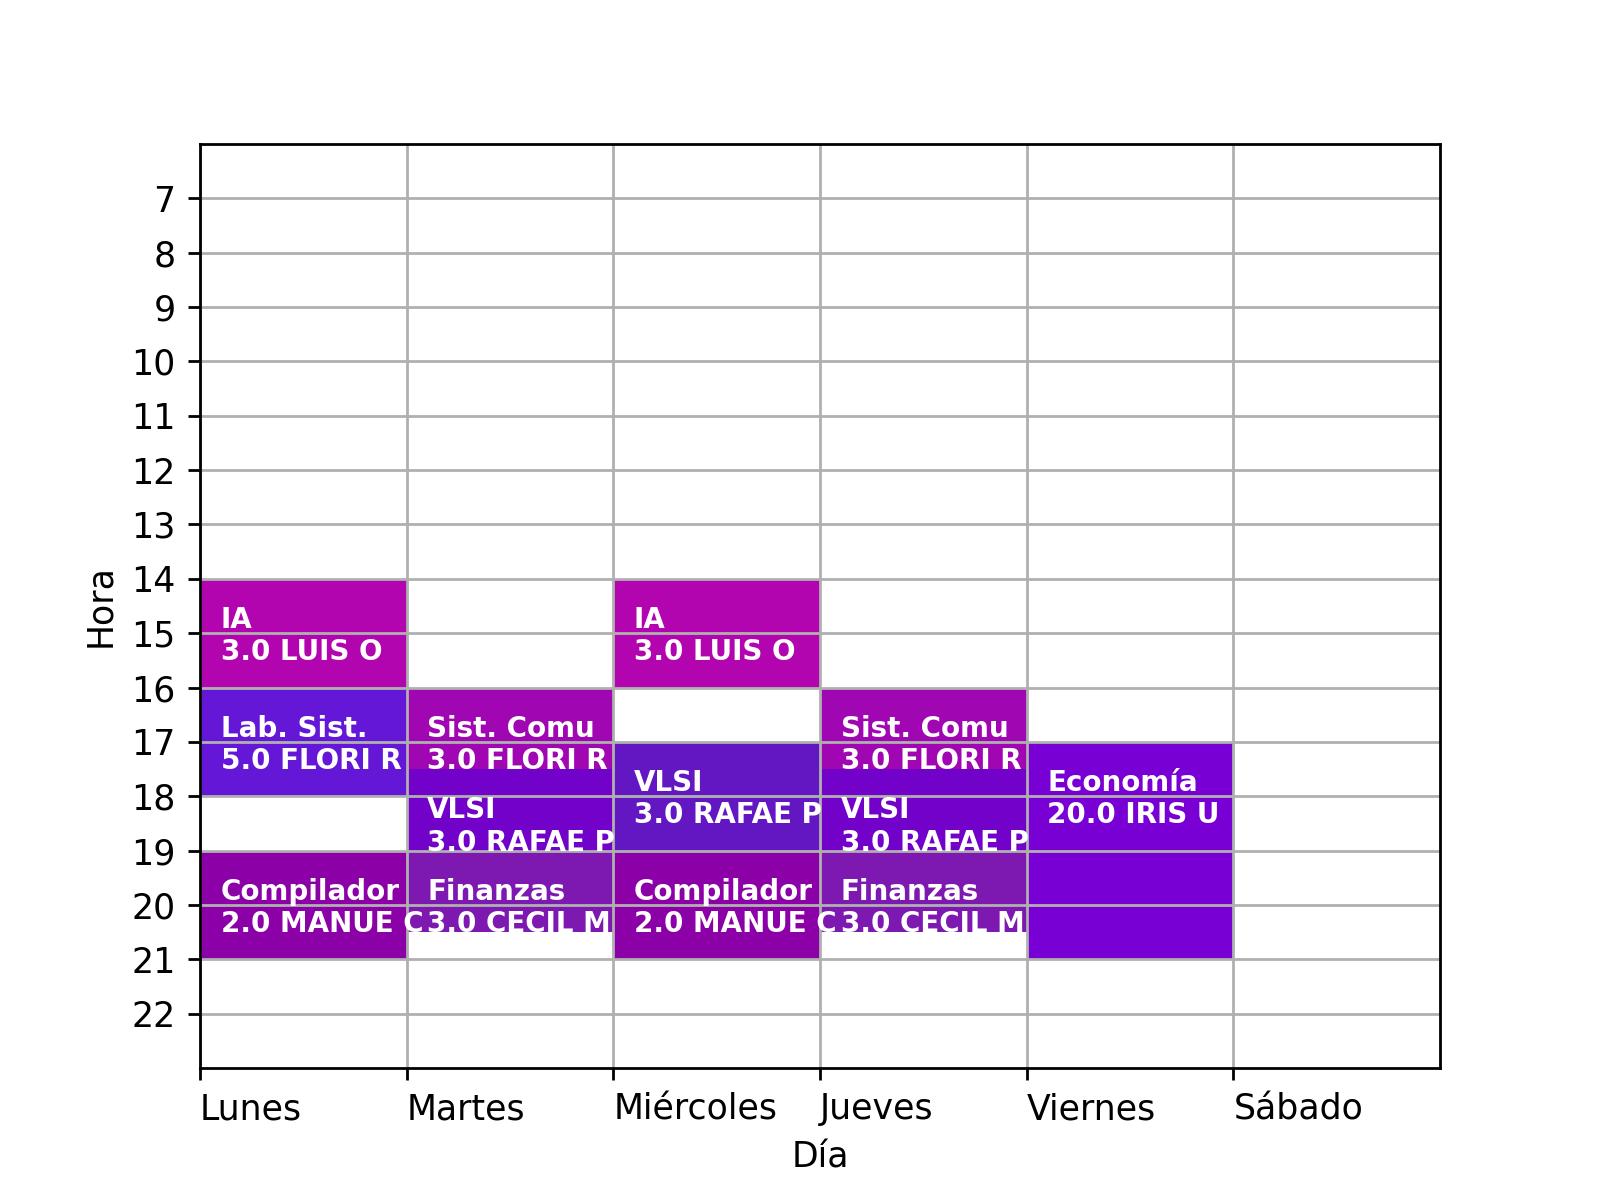 7
8
9
10
11
12
13
14
15
16
17
18
19
20
21
22
Hora
IA
3.0 LUIS O
IA
3.0 LUIS O
Lab. Sist.
5.0 FLORI R
Sist. Comu
3.0 FLORI R
Sist. Comu
3.0 FLORI R
VLSI
3.0 RAFAE P
VLSI
3.0 RAFAE P
VLSI
3.0 RAFAE P
Economía
20.0 IRIS U
Compilador
2.0 MANUE C
Finanzas
3.0 CECIL M
Compilador
2.0 MANUE C
Finanzas
3.0 CECIL M
Lunes Martes Miércoles Jueves Viernes Sábado
Día